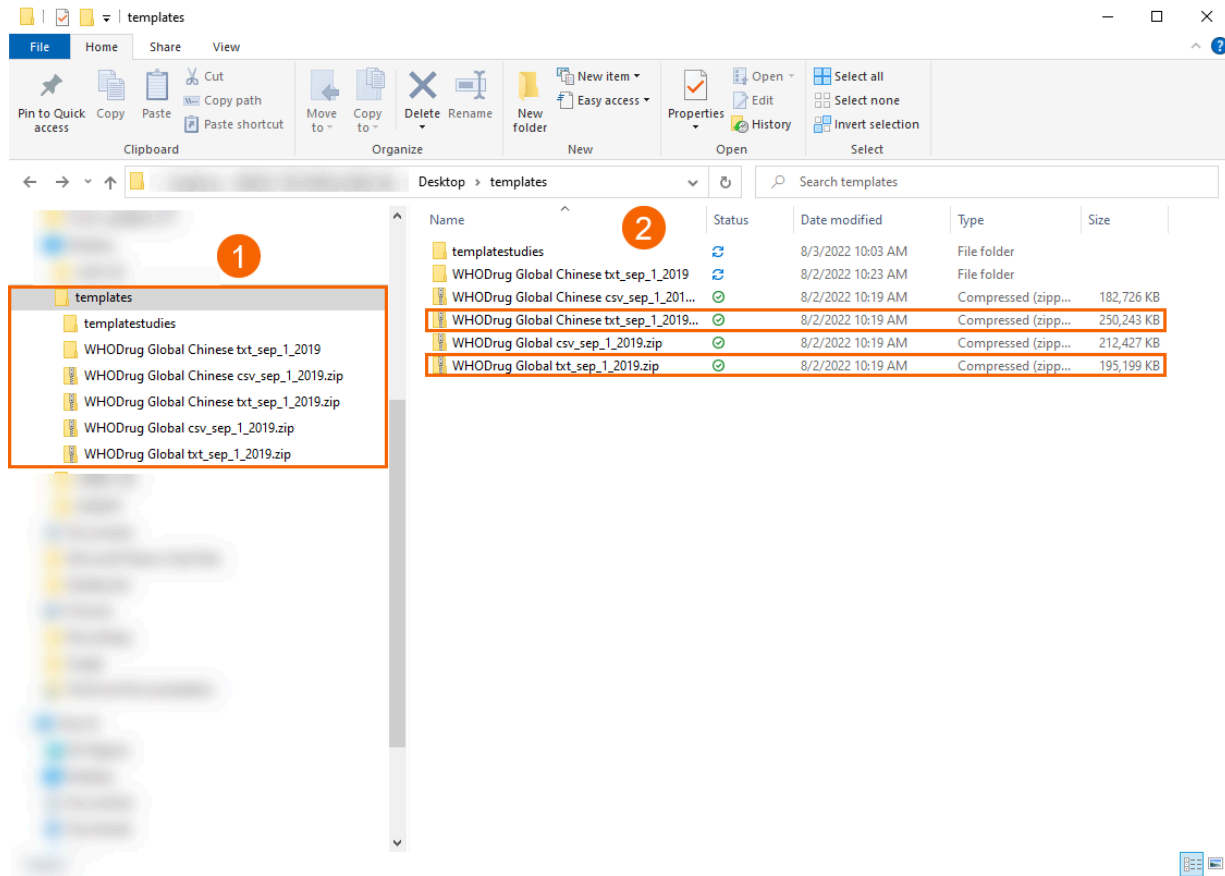 templates
File Home Share View
Pin to Quick access
Copy
Paste
Cut
Copy path
Paste shortcut
Clipboard
Move to
Copy to
Delete
Rename
Organize
New folder
New item
Easy access
New
Properties
Open
Edit
History
Open
Select all
Select none
Invert selection
Select
Desktop > templates
Search templates
1
templates
templatestudies
WHODrug Global Chinese txt_sep_1_2019
WHODrug Global Chinese csv_sep_1_2019.zip
WHODrug Global Chinese txt_sep_1_2019.zip
WHODrug Global csv_sep_1_2019.zip
WHODrug Global txt_sep_1_2019.zip
2
Name Status Date modified Type Size
templatestudies 8/3/2022 10:03 AM File folder
WHODrug Global Chinese txt_sep_1_2019 8/2/2022 10:23 AM File folder
WHODrug Global Chinese csv_sep_1_201... 8/2/2022 10:19 AM Compressed (zipp... 182,726 KB
WHODrug Global Chinese txt_sep_1_2019... 8/2/2022 10:19 AM Compressed (zipp... 250,243 KB
WHODrug Global csv_sep_1_2019.zip 8/2/2022 10:19 AM Compressed (zipp... 212,427 KB
WHODrug Global txt_sep_1_2019.zip 8/2/2022 10:19 AM Compressed (zipp... 195,199 KB